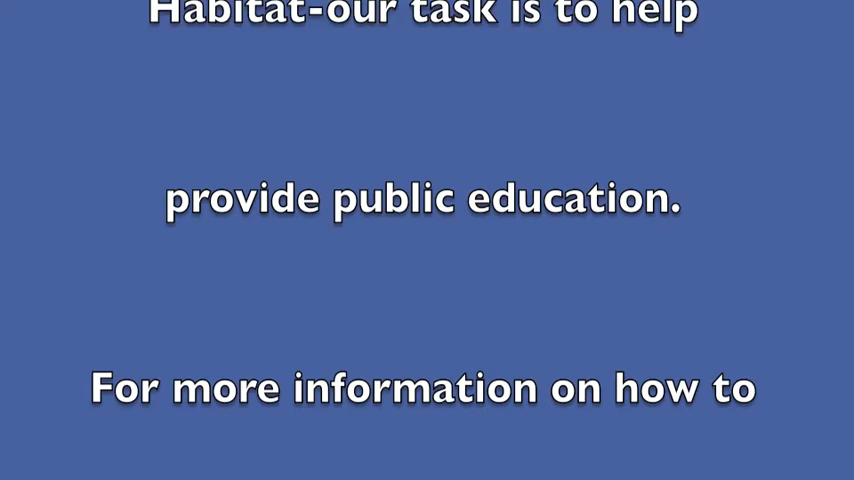 Habitat-our task is to help
provide public education.
For more information on how to